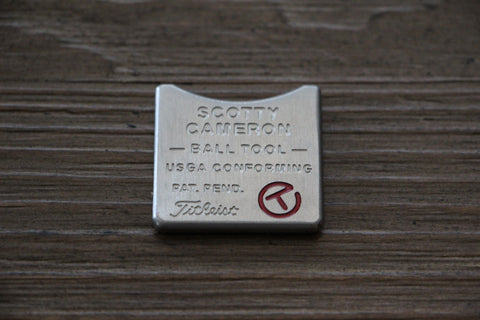 SCOTTY
CAMERON
— BALL TOOL —
USGA CONFORMING
PAT. PEND.
Titleist
T